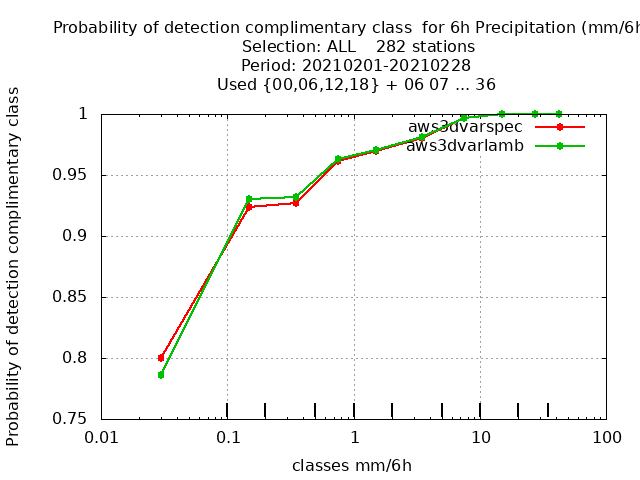 Probability of detection complimentary class  for 6h Precipitation (mm/6h
Selection: ALL    282 stations
Period: 20210201-20210228
Used {00,06,12,18} + 06 07 ... 36
Probability of detection complimentary class
1
0.95
0.9
0.85
0.8
0.75
aws3dvarspec
aws3dvarlamb
0.01 0.1 1 10 100
classes mm/6h